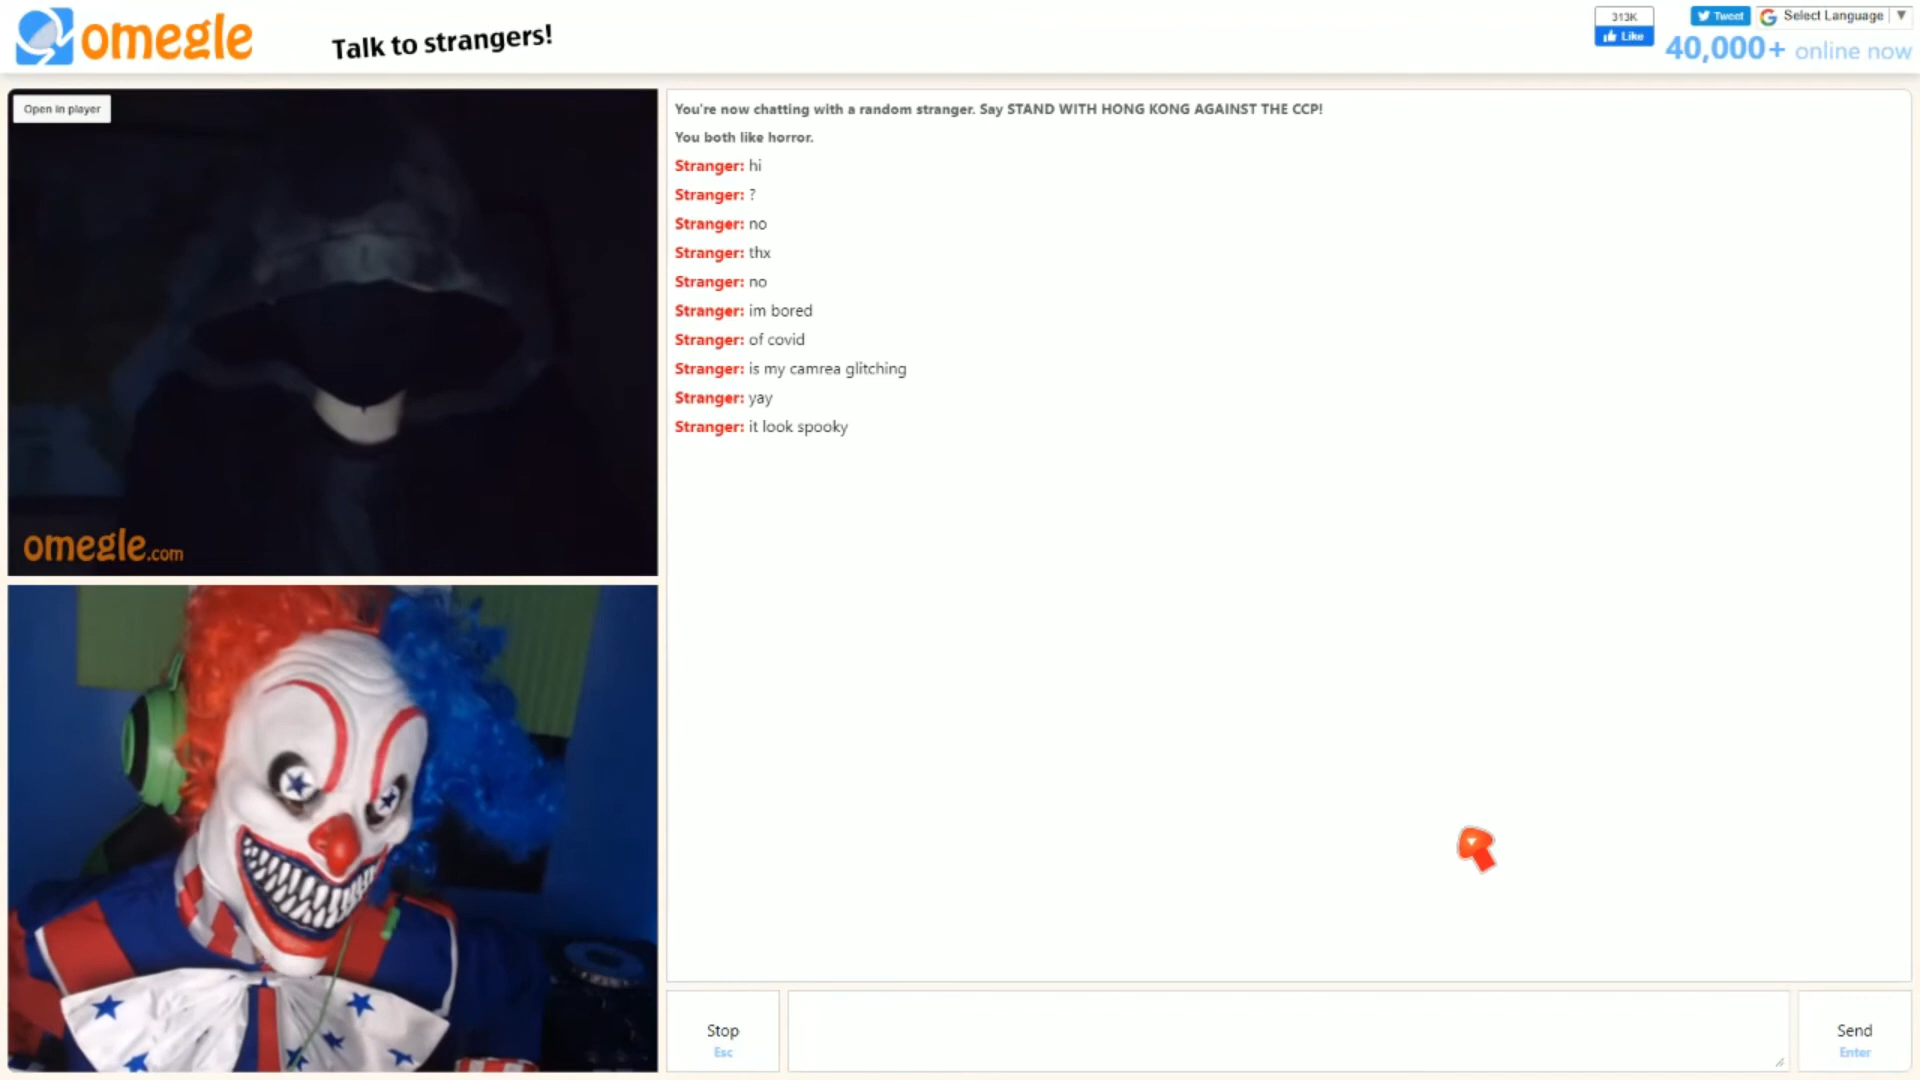 omegle
Talk to strangers!
313K
Like
Tweet
Select Language
40,000+ online now
Open in player
omegle.com
You're now chatting with a random stranger. Say STAND WITH HONG KONG AGAINST THE CCP!
You both like horror.
Stranger: hi
Stranger: ?
Stranger: no
Stranger: thx
Stranger: no
Stranger: im bored
Stranger: of covid
Stranger: is my camrea glitching
Stranger: yay
Stranger: it look spooky
Stop
Esc
Send
Enter